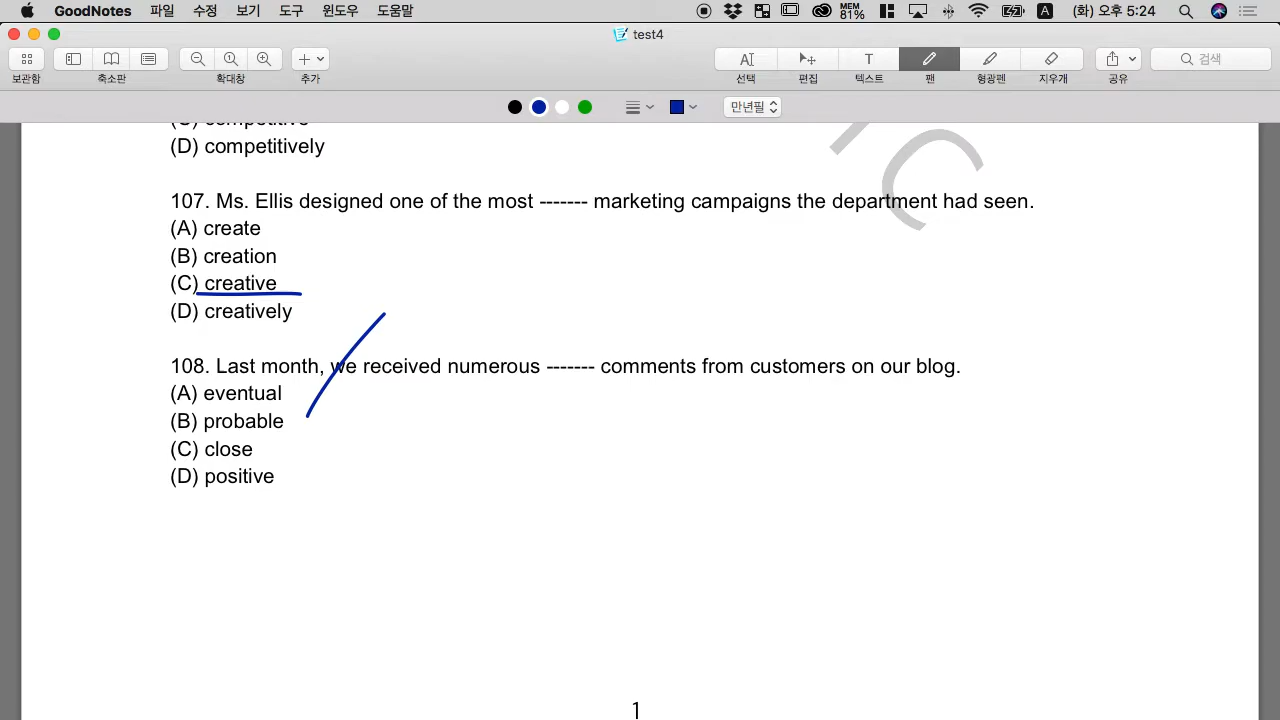 GoodNotes 파일 수정 보기 도구 윈도우 도움말 MEM 81% A (화) 오후 5:24
test4
보관함 축소판 확대창 추가 선택 편집 텍스트 펜 형광펜 지우개 공유 검색
만년필
(C) competitive
(D) competitively
107. Ms. Ellis designed one of the most ------- marketing campaigns the department had seen.
(A) create
(B) creation
(C) creative
(D) creatively
108. Last month, we received numerous ------- comments from customers on our blog.
(A) eventual
(B) probable
(C) close
(D) positive
1